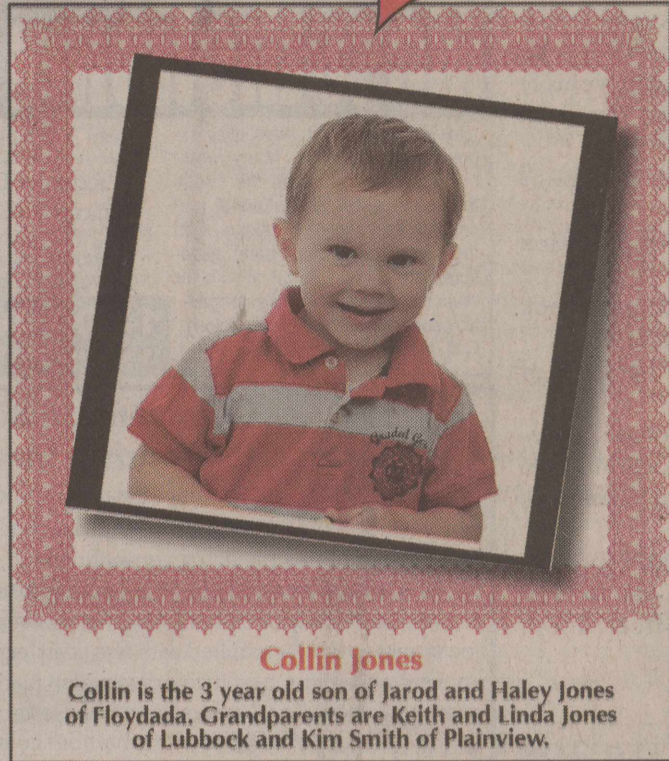 Collin Jones
Collin is the 3 year old son of Jarod and Haley Jones
of Floydada. Grandparents are Keith and Linda Jones
of Lubbock and Kim Smith of Plainview.